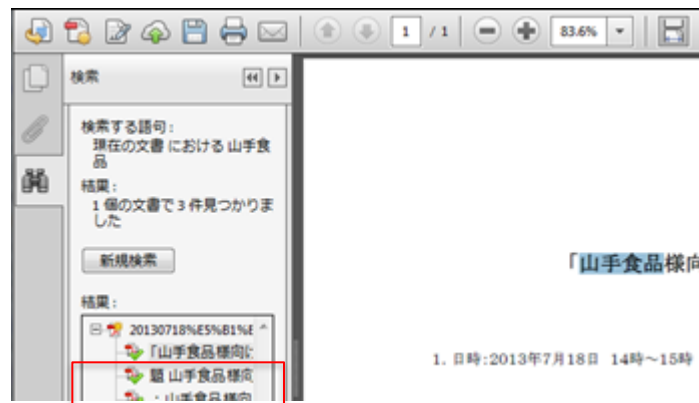 1 / 1 83.6%
検索
検索する語句:
現在の文書 における 山手食
品
結果:
1 個の文書で 3 件見つかりま
した
新規検索
結果:
20130718%E5%B1%E
「山手食品様向け
題 山手食品様向
: 山手食品様向
「山手食品様向
1. 日時:2013年7月18日 14時～15時